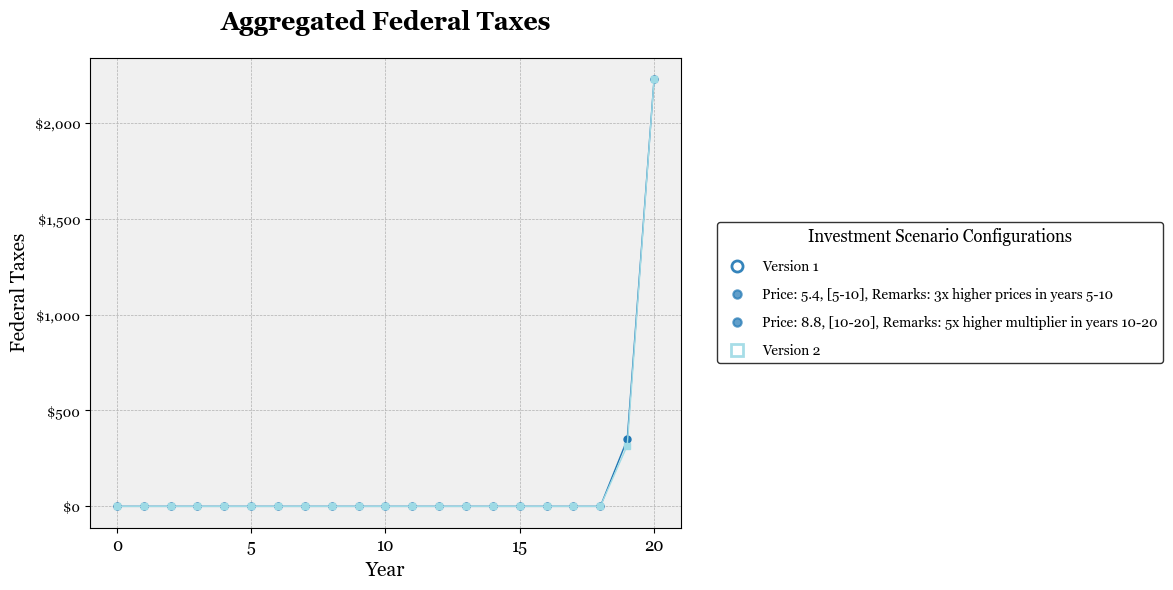 Aggregated Federal Taxes
Federal Taxes
$2,000
$1,500
$1,000
$500
$0
0 5 10 15 20
Year
Investment Scenario Configurations
Version 1
Price: 5.4, [5-10], Remarks: 3x higher prices in years 5-10
Price: 8.8, [10-20], Remarks: 5x higher multiplier in years 10-20
Version 2